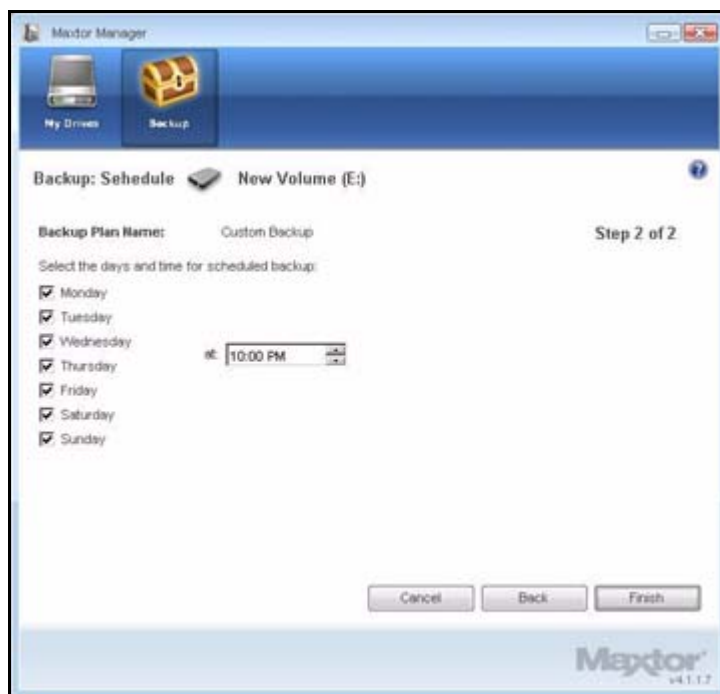 Maxtor Manager
My Drives
Backup
Backup: Sehedule New Volume (E:)
Backup Plan Name: Custom Backup Step 2 of 2
Select the days and time for scheduled backup:
Monday
Tuesday
Wednesday
at: 10:00 PM
Thursday
Friday
Saturday
Sunday
Cancel Back Finish
Maxtor
v4.1.1.7